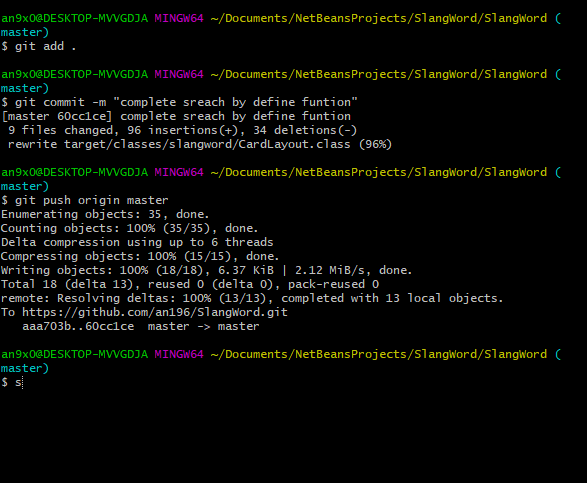 an9x0@DESKTOP-MVVGDJA MINGW64 ~/Documents/NetBeansProjects/SlangWord/SlangWord (
master)
$ git add .
an9x0@DESKTOP-MVVGDJA MINGW64 ~/Documents/NetBeansProjects/SlangWord/SlangWord (
master)
$ git commit -m "complete sreach by define funtion"
[master 60cc1ce] complete sreach by define funtion
 9 files changed, 96 insertions(+), 34 deletions(-)
 rewrite target/classes/slangword/CardLayout.class (96%)
an9x0@DESKTOP-MVVGDJA MINGW64 ~/Documents/NetBeansProjects/SlangWord/SlangWord (
master)
$ git push origin master
Enumerating objects: 35, done.
Counting objects: 100% (35/35), done.
Delta compression using up to 6 threads
Compressing objects: 100% (15/15), done.
Writing objects: 100% (18/18), 6.37 KiB | 2.12 MiB/s, done.
Total 18 (delta 13), reused 0 (delta 0), pack-reused 0
remote: Resolving deltas: 100% (13/13), completed with 13 local objects.
To https://github.com/an196/SlangWord.git
   aaa703b..60cc1ce  master -> master
an9x0@DESKTOP-MVVGDJA MINGW64 ~/Documents/NetBeansProjects/SlangWord/SlangWord (
master)
$ s